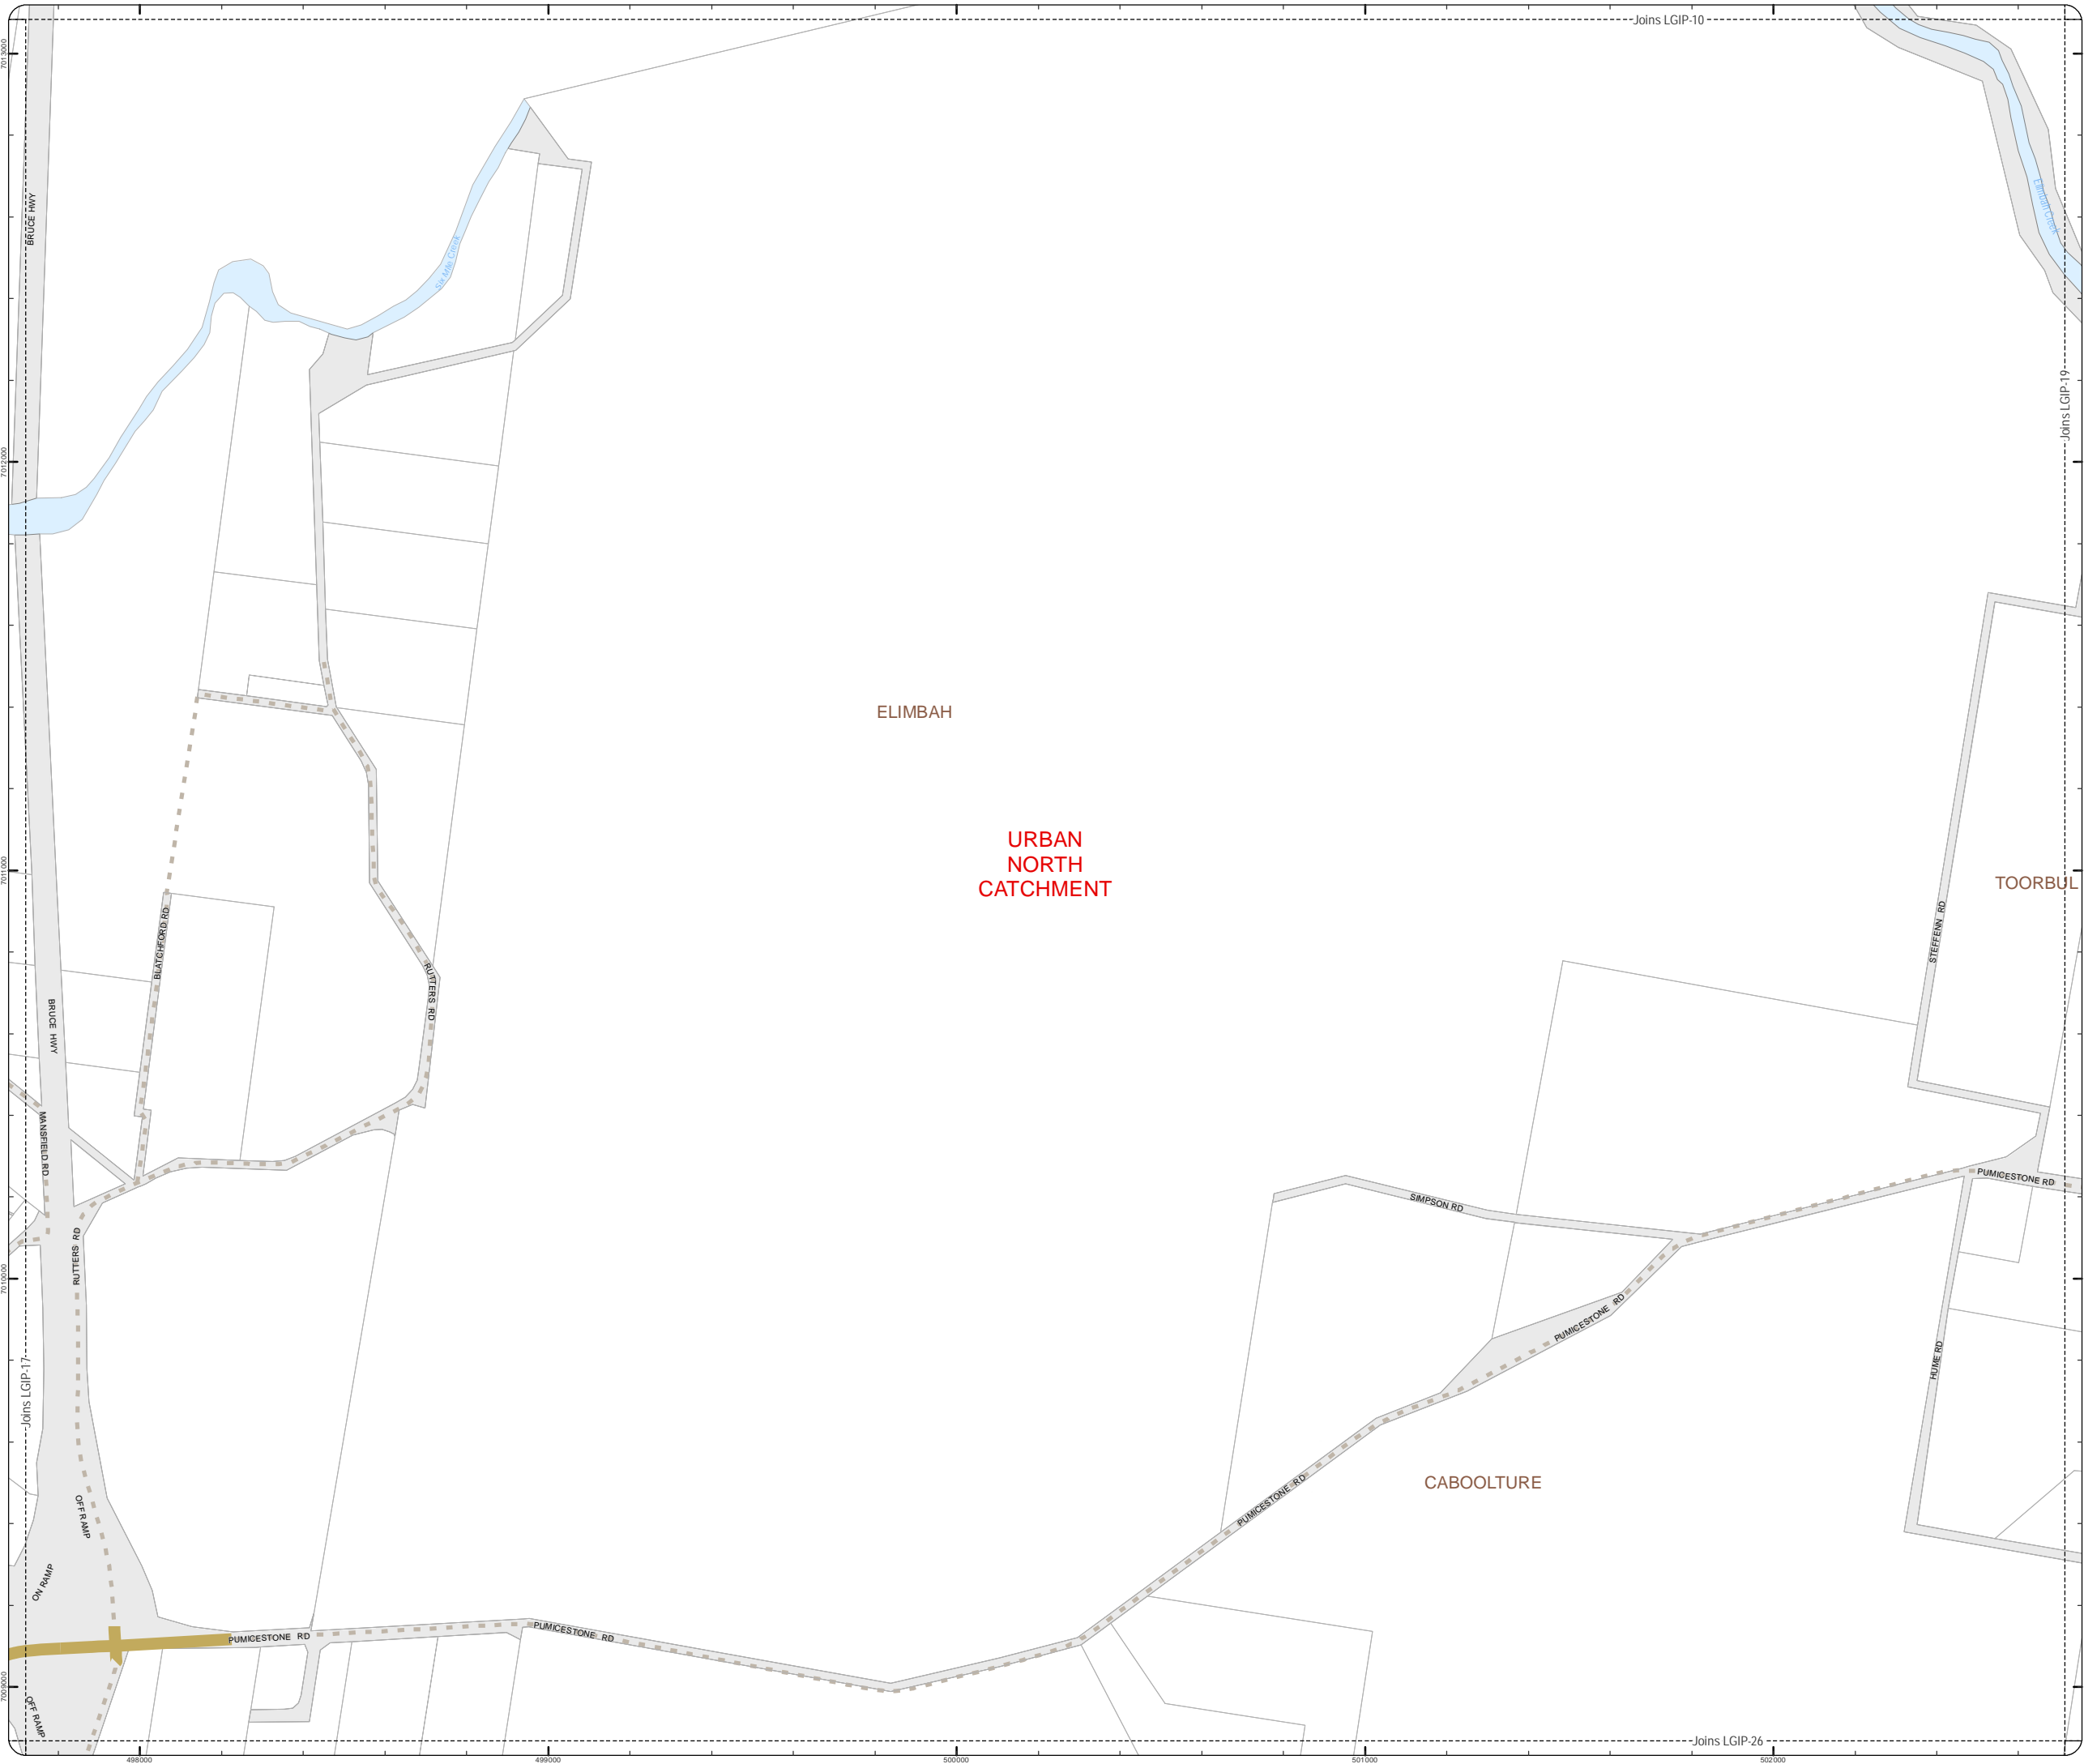 Joins LGIP-10
7013000
BRUCE HWY
Elimbah Creek
Six Mile Creek
Joins LGIP-19
7012000
ELIMBAH
URBAN
NORTH
CATCHMENT
7011000
TOORBUL
BLATCHFORD RD
STEFFENN RD
RUTTERS RD
BRUCE HWY
MANSFIELD RD
PUMICESTONE RD
SIMPSON RD
RUTTERS RD
7010000
PUMICESTONE RD
HUME RD
Joins LGIP-17
CABOOLTURE
PUMICESTONE RD
OFF RAMP
ON RAMP
PUMICESTONE RD
PUMICESTONE RD
7009000
OFF RAMP
Joins LGIP-26
498000
499000
500000
501000
502000